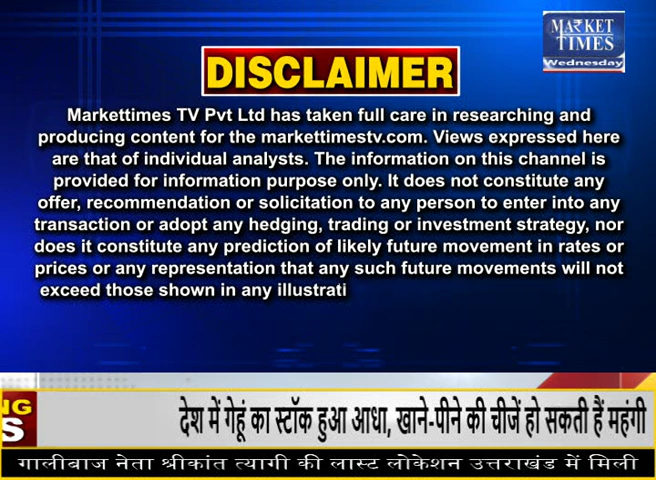 MARKET
TIMES
Wednesday
DISCLAIMER
Markettimes TV Pvt Ltd has taken full care in researching and
producing content for the markettimestv.com. Views expressed here
are that of individual analysts. The information on this channel is
provided for information purpose only. It does not constitute any
offer, recommendation or solicitation to any person to enter into any
transaction or adopt any hedging, trading or investment strategy, nor
does it constitute any prediction of likely future movement in rates or
prices or any representation that any such future movements will not
exceed those shown in any illustrati
NG
S
देश में गेहूं का स्टॉक हुआ आधा, खाने-पीने की चीजें हो सकती हैं महंगी
गालीबाज नेता श्रीकांत त्यागी की लास्ट लोकेशन उत्तराखंड में मिली